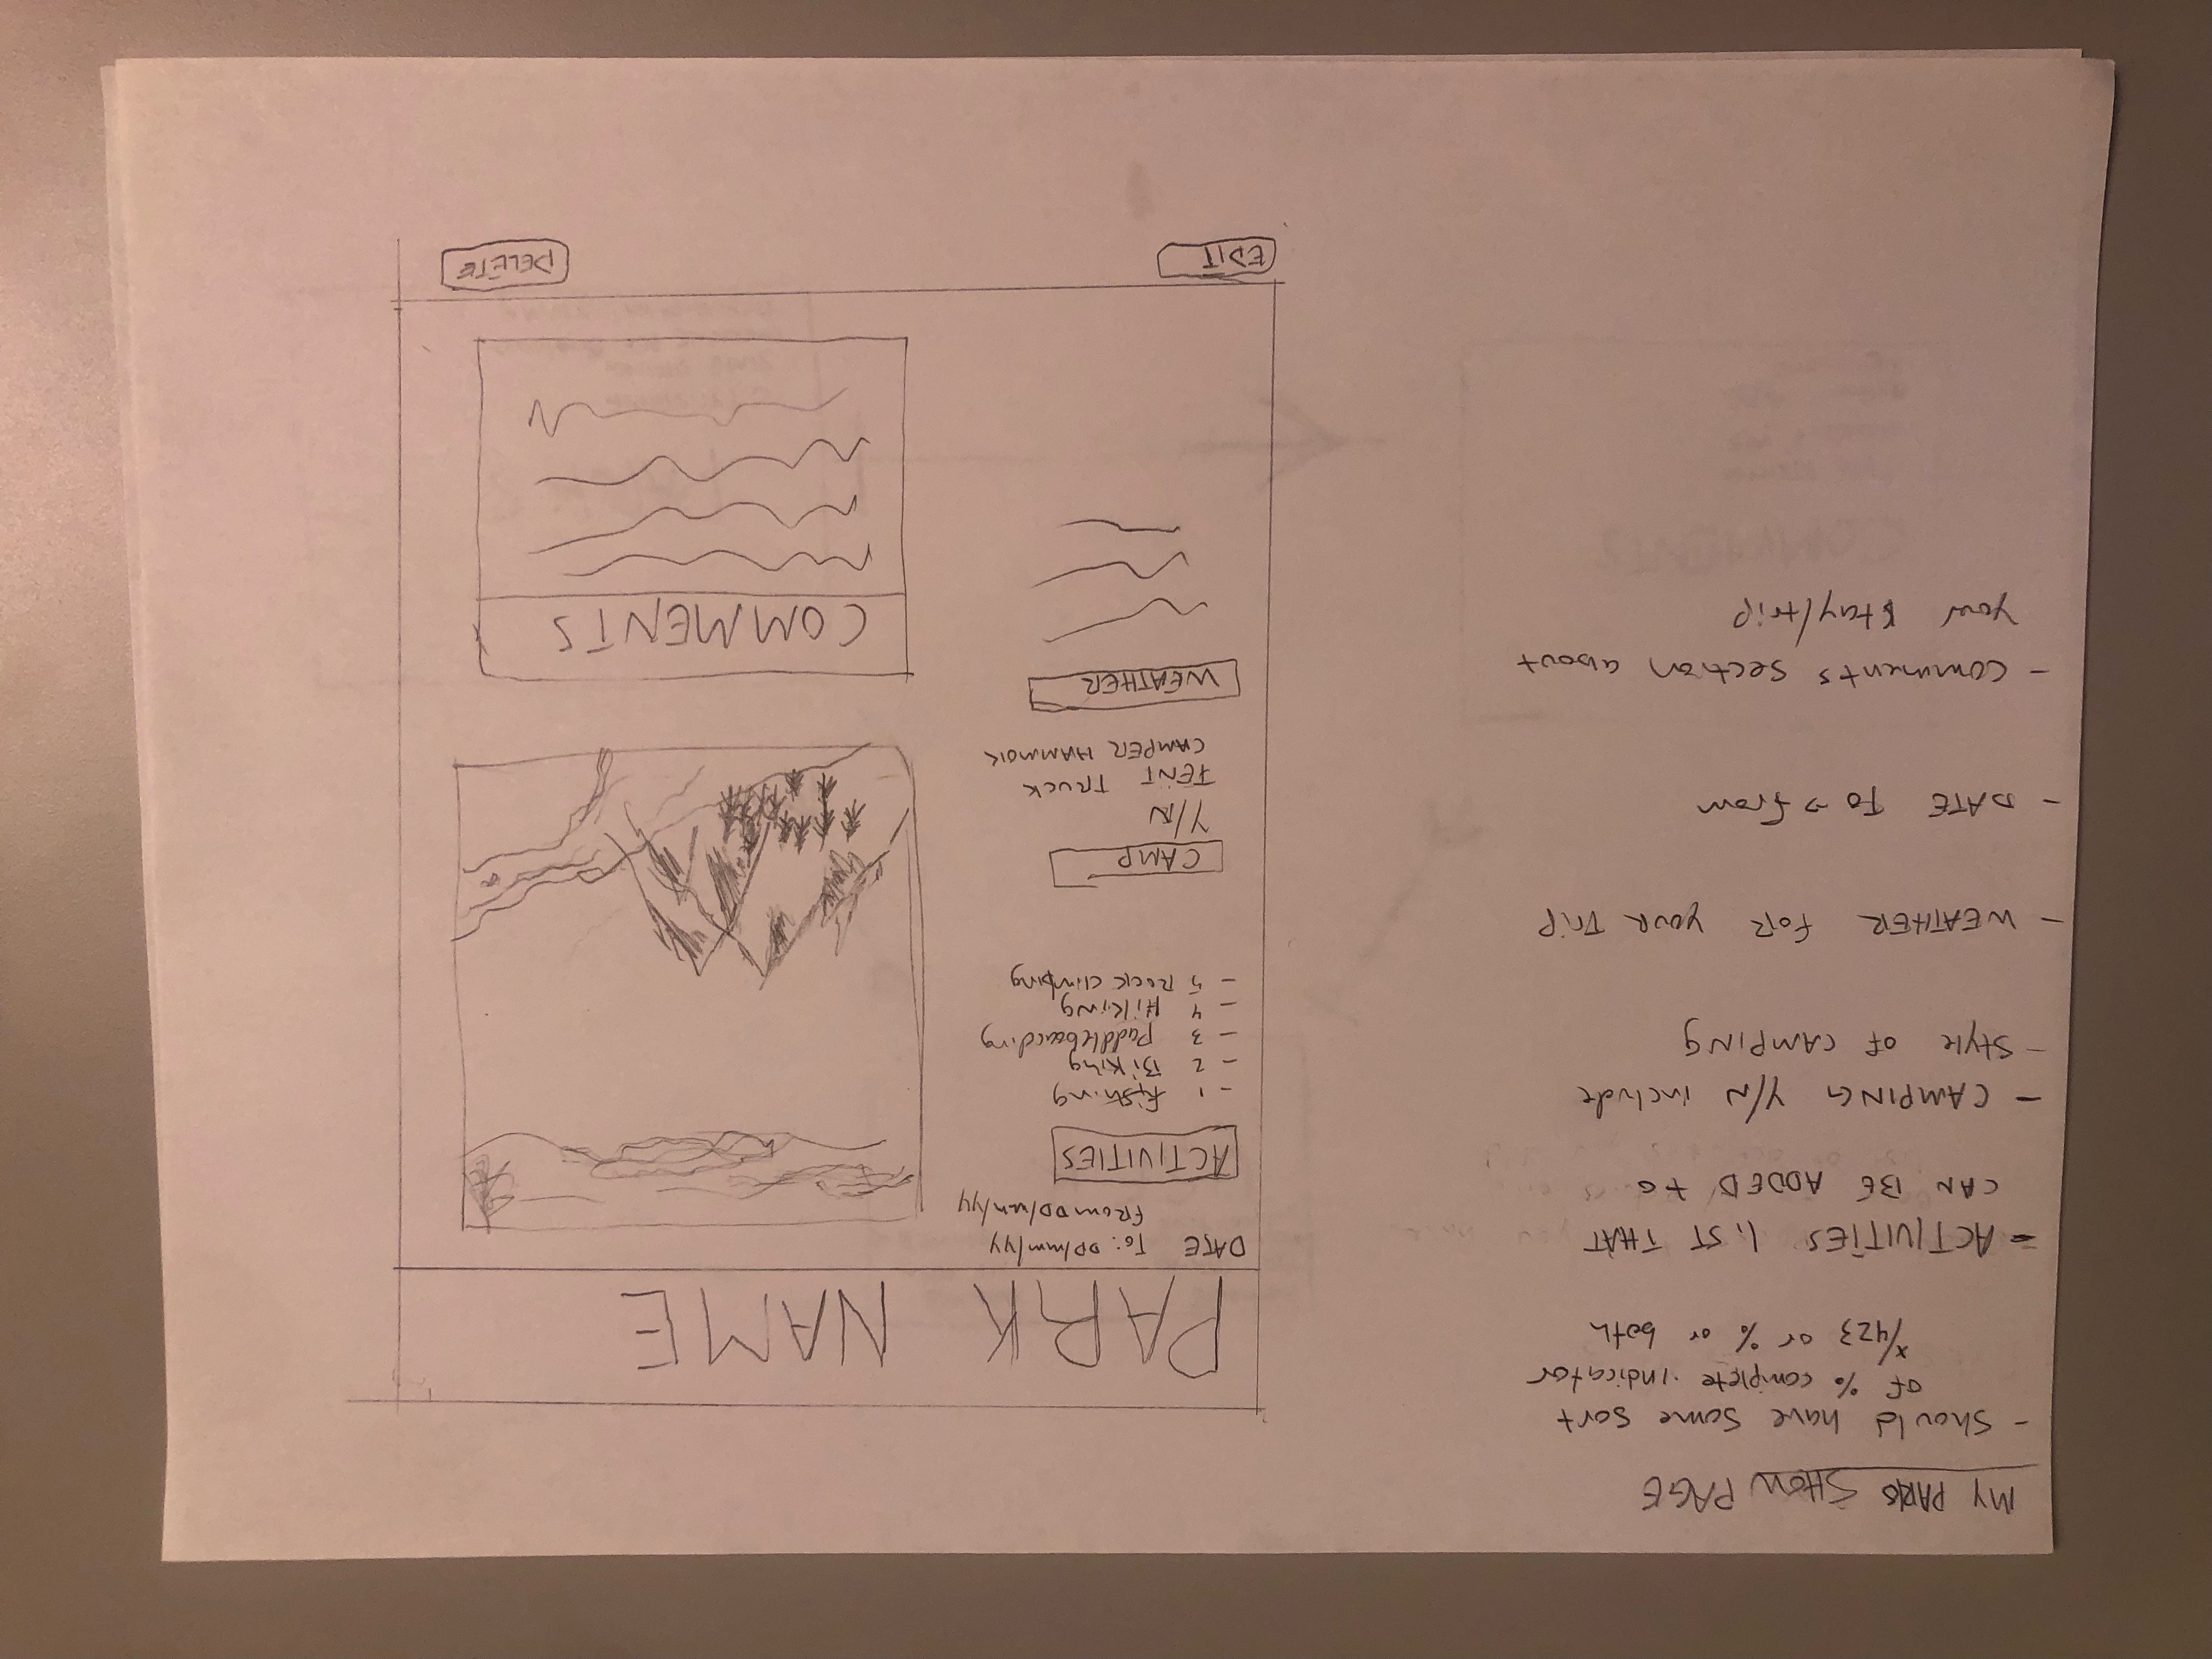 MY PARKS SHOW PAGE
- Should have some sort
of % complete indicator
x/423 or % or both
- ACTIVITIES LIST THAT
CAN BE ADDED to
- CAMPING Y/N include
- Style of CAMPING
- WEATHER FOR YOUR TRIP
- DATE TO → from
- Comments section about
your stay/trip
PARK NAME
DATE To: DD/mm/yy
FROM DD/mm/yy
ACTIVITIES
- 1 fishing
- 2 Biking
- 3 Paddleboarding
- 4 Hiking
- 5 Rock climbing
CAMP
Y/N
TENT TRUCK
CAMPER HAMMOK
WEATHER
COMMENTS
EDIT
DELETE